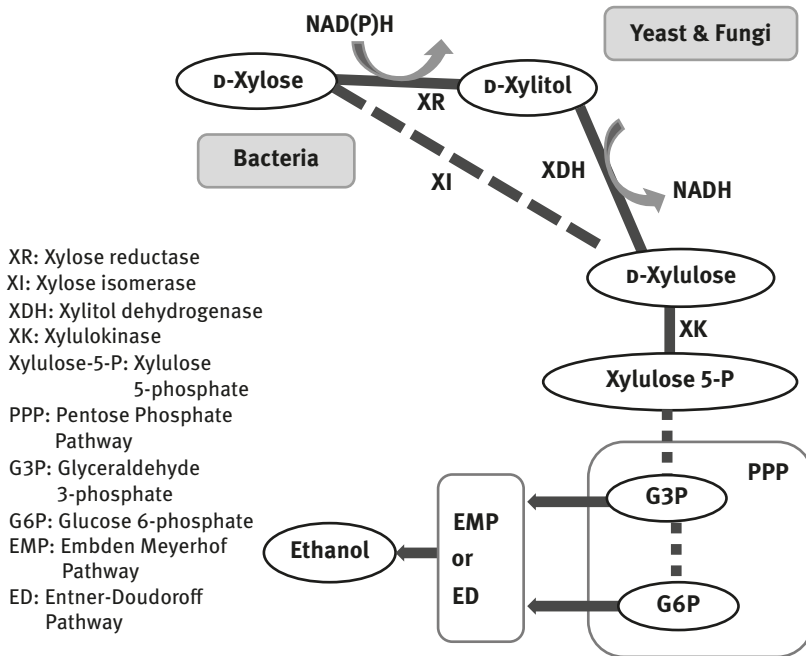 NAD(P)H
Yeast & Fungi
D-Xylose
D-Xylitol
XR
Bacteria
XI
XDH
NADH
D-Xylulose
XK
Xylulose 5-P
PPP
G3P
G6P
EMP
or
ED
Ethanol
XR: Xylose reductase
XI: Xylose isomerase
XDH: Xylitol dehydrogenase
XK: Xylulokinase
Xylulose-5-P: Xylulose
5-phosphate
PPP: Pentose Phosphate
Pathway
G3P: Glyceraldehyde
3-phosphate
G6P: Glucose 6-phosphate
EMP: Embden Meyerhof
Pathway
ED: Entner-Doudoroff
Pathway